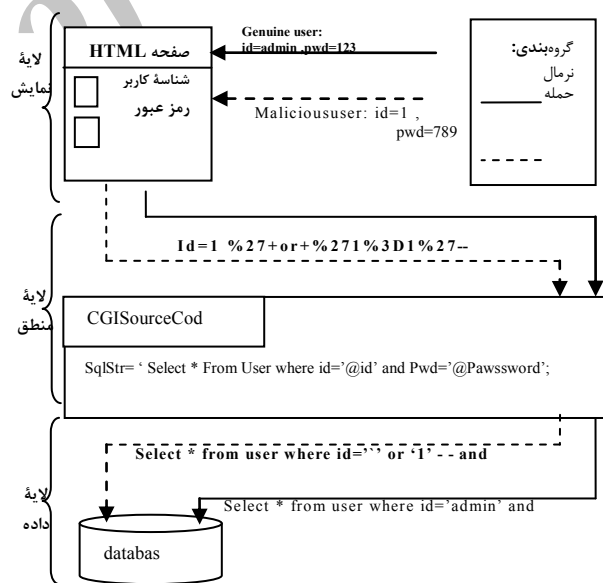 لایهٔ
نمایش
صفحه HTML
شناسهٔ کاربر
رمز عبور
Genuine user:
id=admin ,pwd=123
Malicioususer: id=1 ,
pwd=789
گروه‌بندی:
نرمال
حمله
لایهٔ
منطق
Id=1 %27+or+%271%3D1%27--
CGISourceCod
SqlStr= ‘ Select * From User where id=’@id’ and Pwd=’@Pawssword’;
لایهٔ
داده
Select * from user where id=’`’ or ‘1’ - - and
Select * from user where id=’admin’ and
databas